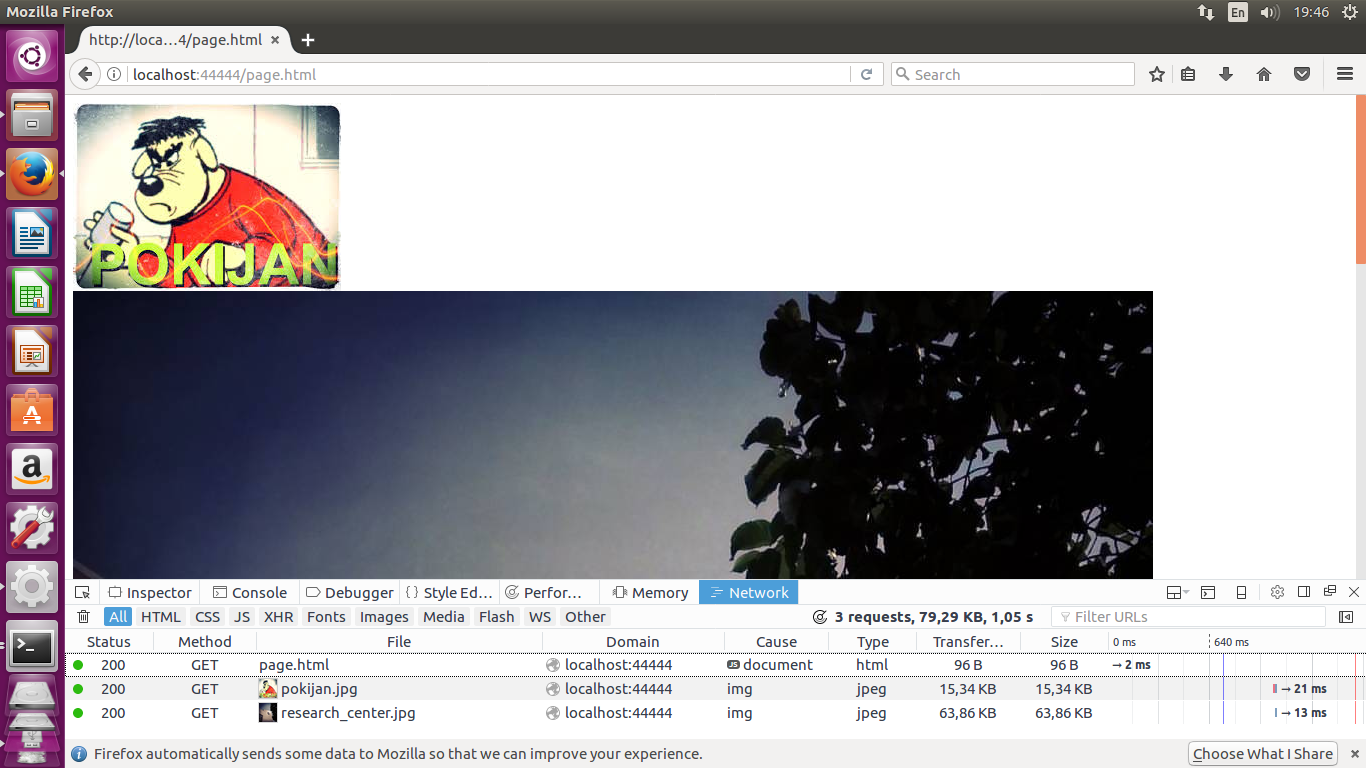 Mozilla Firefox
En
19:46
http://loca…4/page.html
localhost:44444/page.html
Search
POKIJAN
Inspector
Console
Debugger
Style Ed…
Perfor…
Memory
Network
All
HTML
CSS
JS
XHR
Fonts
Images
Media
Flash
WS
Other
3 requests, 79,29 KB, 1,05 s
Filter URLs
Status
Method
File
Domain
Cause
Type
Transfer…
Size
0 ms
640 ms
200 GET page.html localhost:44444 JS document html 96 B 96 B → 2 ms
200 GET pokijan.jpg localhost:44444 img jpeg 15,34 KB 15,34 KB → 21 ms
200 GET research_center.jpg localhost:44444 img jpeg 63,86 KB 63,86 KB → 13 ms
Firefox automatically sends some data to Mozilla so that we can improve your experience.
Choose What I Share